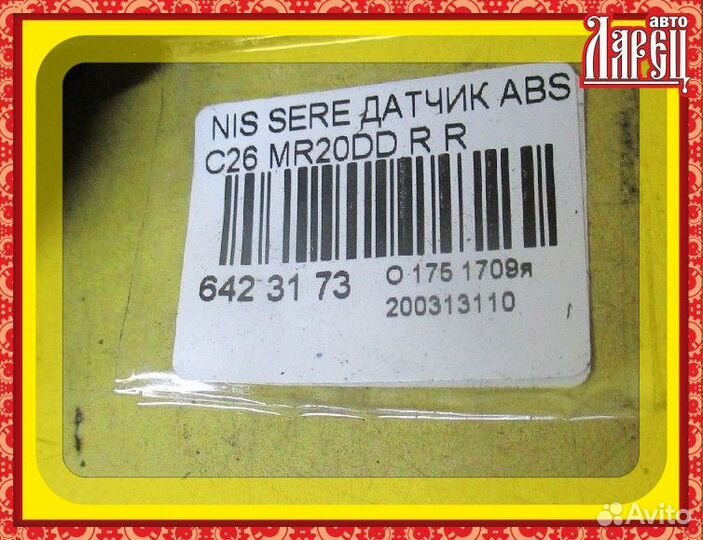 авто
Ларец
NIS SERE ДАТЧИК ABS
C26 MR20DD R R
642 31 73
О 175 1709я
200313110
Avito